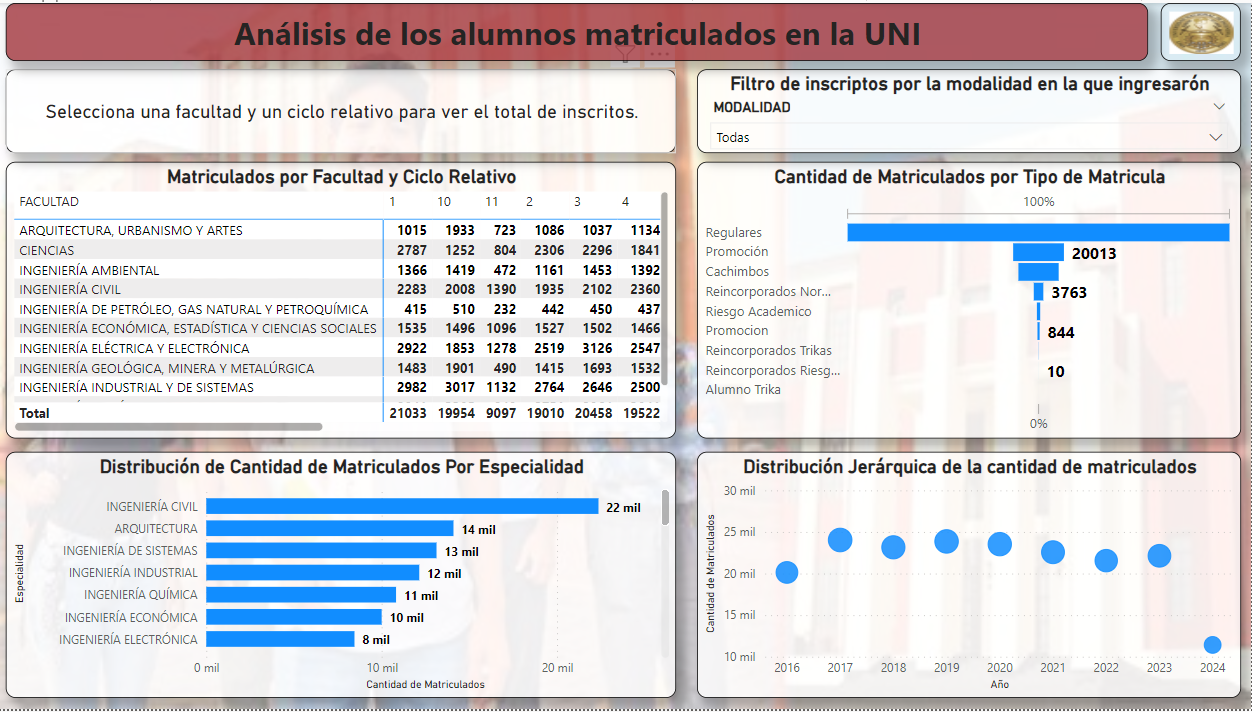 Análisis de los alumnos matriculados en la UNI
Selecciona una facultad y un ciclo relativo para ver el total de inscritos.
Filtro de inscriptos por la modalidad en la que ingresarón
MODALIDAD
Todas
Matriculados por Facultad y Ciclo Relativo
FACULTAD 1 10 11 2 3 4
ARQUITECTURA, URBANISMO Y ARTES 1015 1933 723 1086 1037 1134
CIENCIAS 2787 1252 804 2306 2296 1841
INGENIERÍA AMBIENTAL 1366 1419 472 1161 1453 1392
INGENIERÍA CIVIL 2283 2008 1390 1935 2102 2360
INGENIERÍA DE PETRÓLEO, GAS NATURAL Y PETROQUÍMICA 415 510 232 442 450 437
INGENIERÍA ECONÓMICA, ESTADÍSTICA Y CIENCIAS SOCIALES 1535 1496 1096 1527 1502 1466
INGENIERÍA ELÉCTRICA Y ELECTRÓNICA 2922 1853 1278 2519 3126 2547
INGENIERÍA GEOLÓGICA, MINERA Y METALÚRGICA 1483 1901 490 1415 1693 1532
INGENIERÍA INDUSTRIAL Y DE SISTEMAS 2982 3017 1132 2764 2646 2500
Total 21033 19954 9097 19010 20458 19522
Cantidad de Matriculados por Tipo de Matricula
100%
Regulares
Promoción 20013
Cachimbos
Reincorporados Nor... 3763
Riesgo Academico
Promocion 844
Reincorporados Trikas
Reincorporados Riesg... 10
Alumno Trika
0%
Distribución de Cantidad de Matriculados Por Especialidad
Especialidad
INGENIERÍA CIVIL 22 mil
ARQUITECTURA 14 mil
INGENIERÍA DE SISTEMAS 13 mil
INGENIERÍA INDUSTRIAL 12 mil
INGENIERÍA QUÍMICA 11 mil
INGENIERÍA ECONÓMICA 10 mil
INGENIERÍA ELECTRÓNICA 8 mil
0 mil 10 mil 20 mil
Cantidad de Matriculados
Distribución Jerárquica de la cantidad de matriculados
Cantidad de Matriculados
30 mil
25 mil
20 mil
15 mil
10 mil
2016 2017 2018 2019 2020 2021 2022 2023 2024
Año